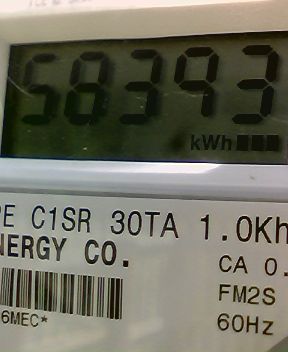 58393
kWh
PE C1SR 30TA 1.0Kh
NERGY CO.
CA 0.
FM2S
6MEC*
60Hz